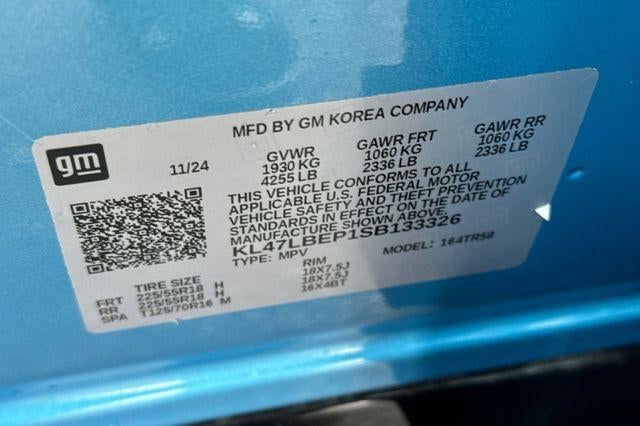 MFD BY GM KOREA COMPANY
gm
11/24
GVWR GAWR FRT GAWR RR
1930 KG 1060 KG 1060 KG
4255 LB 2336 LB 2336 LB
THIS VEHICLE CONFORMS TO ALL
APPLICABLE U.S. FEDERAL MOTOR
VEHICLE SAFETY AND THEFT PREVENTION
STANDARDS IN EFFECT ON THE DATE OF
MANUFACTURE SHOWN ABOVE.
KL47LBEP1SB133326
TYPE: MPV MODEL: 164TR58
TIRE SIZE RIM
FRT 225/55R18 H 18X7.5J
RR 225/55R18 H 18X7.5J
SPA T125/70R16 M 16X4BT